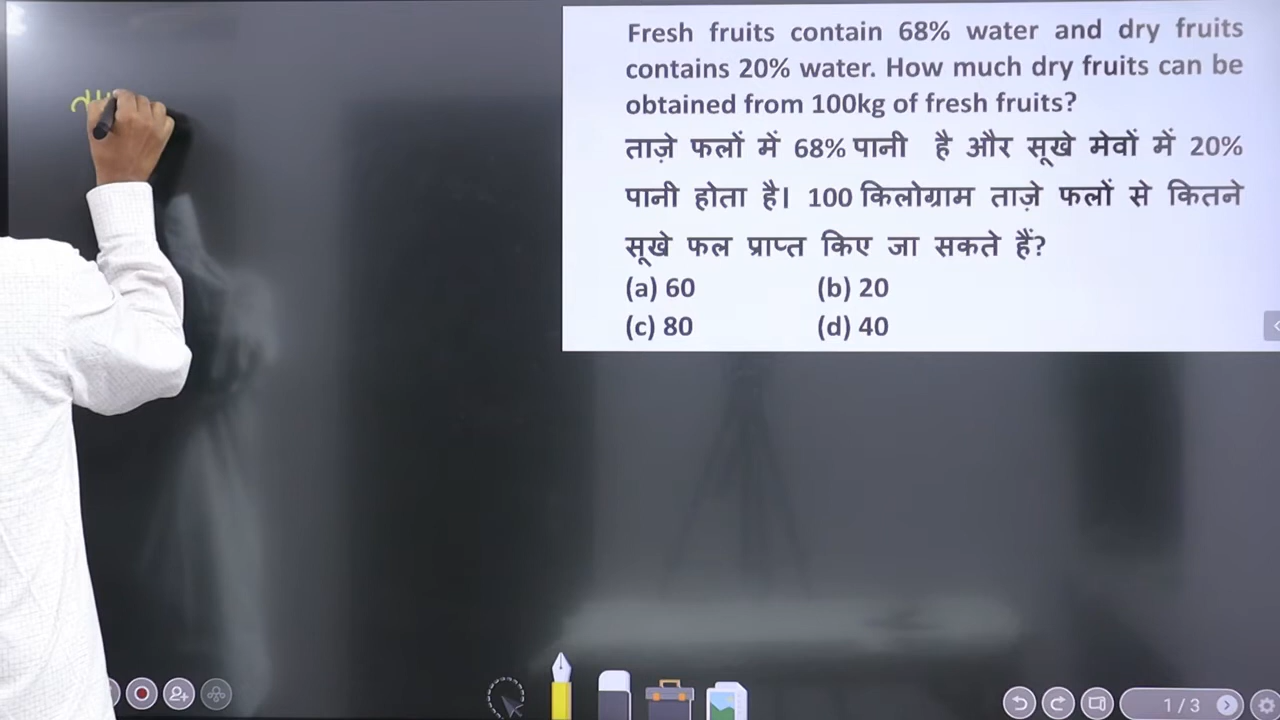 Fresh fruits contain 68% water and dry fruits
contains 20% water. How much dry fruits can be
obtained from 100kg of fresh fruits?
ताज़े फलों में 68% पानी है और सूखे मेवों में 20%
पानी होता है। 100 किलोग्राम ताज़े फलों से कितने
सूखे फल प्राप्त किए जा सकते हैं?
(a) 60 (b) 20
(c) 80 (d) 40
1 / 3